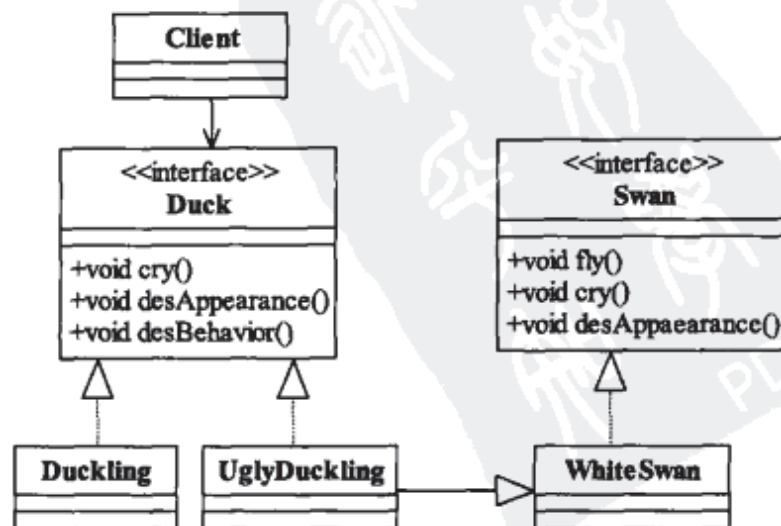 Client
<<interface>>
Duck
+void cry()
+void desAppearance()
+void desBehavior()
<<interface>>
Swan
+void fly()
+void cry()
+void desAppaearance()
Duckling
UglyDuckling
WhiteSwan